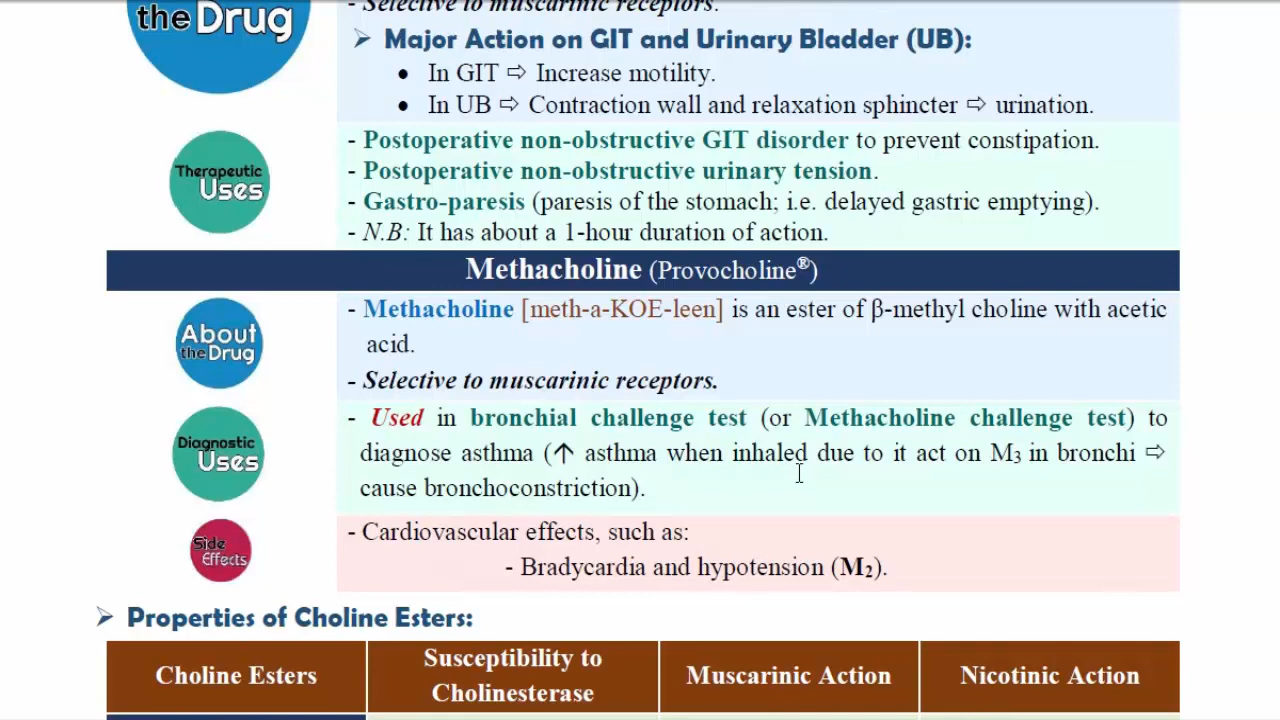 the Drug
- Selective to muscarinic receptors.
➢ Major Action on GIT and Urinary Bladder (UB):
• In GIT ⇨ Increase motility.
• In UB ⇨ Contraction wall and relaxation sphincter ⇨ urination.
Therapeutic
Uses
- Postoperative non-obstructive GIT disorder to prevent constipation.
- Postoperative non-obstructive urinary tension.
- Gastro-paresis (paresis of the stomach; i.e. delayed gastric emptying).
- N.B: It has about a 1-hour duration of action.
Methacholine (Provocholine®)
About
the Drug
- Methacholine [meth-a-KOE-leen] is an ester of β-methyl choline with acetic
acid.
- Selective to muscarinic receptors.
Diagnostic
Uses
- Used in bronchial challenge test (or Methacholine challenge test) to
diagnose asthma (↑ asthma when inhaled due to it act on M₃ in bronchi ⇨
cause bronchoconstriction).
Side
Effects
- Cardiovascular effects, such as:
- Bradycardia and hypotension (M₂).
➢ Properties of Choline Esters:
Choline Esters
Susceptibility to
Cholinesterase
Muscarinic Action
Nicotinic Action